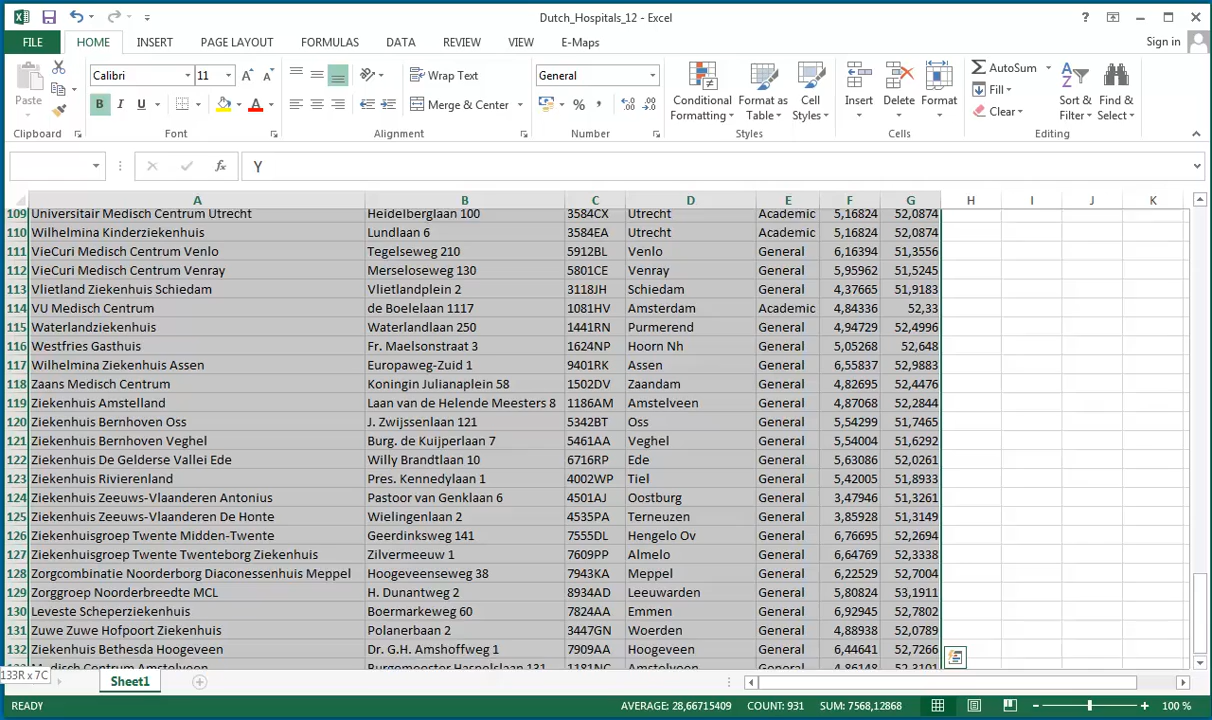 Dutch_Hospitals_12 - Excel
?
FILE HOME INSERT PAGE LAYOUT FORMULAS DATA REVIEW VIEW E-Maps Sign in
Paste Calibri 11 Wrap Text General Conditional Formatting Format as Table Cell Styles Insert Delete Format AutoSum Fill Clear Sort & Filter Find & Select
B I U A Merge & Center %
Clipboard Font Alignment Number Styles Cells Editing
fx Y
A B C D E F G H I J K
109 Universitair Medisch Centrum Utrecht Heidelberglaan 100 3584CX Utrecht Academic 5,16824 52,0874
110 Wilhelmina Kinderziekenhuis Lundlaan 6 3584EA Utrecht Academic 5,16824 52,0874
111 VieCuri Medisch Centrum Venlo Tegelseweg 210 5912BL Venlo General 6,16394 51,3556
112 VieCuri Medisch Centrum Venray Merseloseweg 130 5801CE Venray General 5,95962 51,5245
113 Vlietland Ziekenhuis Schiedam Vlietlandplein 2 3118JH Schiedam General 4,37665 51,9183
114 VU Medisch Centrum de Boelelaan 1117 1081HV Amsterdam Academic 4,84336 52,33
115 Waterlandziekenhuis Waterlandlaan 250 1441RN Purmerend General 4,94729 52,4996
116 Westfries Gasthuis Fr. Maelsonstraat 3 1624NP Hoorn Nh General 5,05268 52,648
117 Wilhelmina Ziekenhuis Assen Europaweg-Zuid 1 9401RK Assen General 6,55837 52,9883
118 Zaans Medisch Centrum Koningin Julianaplein 58 1502DV Zaandam General 4,82695 52,4476
119 Ziekenhuis Amstelland Laan van de Helende Meesters 8 1186AM Amstelveen General 4,87068 52,2844
120 Ziekenhuis Bernhoven Oss J. Zwijssenlaan 121 5342BT Oss General 5,54299 51,7465
121 Ziekenhuis Bernhoven Veghel Burg. de Kuijperlaan 7 5461AA Veghel General 5,54004 51,6292
122 Ziekenhuis De Gelderse Vallei Ede Willy Brandtlaan 10 6716RP Ede General 5,63086 52,0261
123 Ziekenhuis Rivierenland Pres. Kennedylaan 1 4002WP Tiel General 5,42005 51,8933
124 Ziekenhuis Zeeuws-Vlaanderen Antonius Pastoor van Genklaan 6 4501AJ Oostburg General 3,47946 51,3261
125 Ziekenhuis Zeeuws-Vlaanderen De Honte Wielingenlaan 2 4535PA Terneuzen General 3,85928 51,3149
126 Ziekenhuisgroep Twente Midden-Twente Geerdinksweg 141 7555DL Hengelo Ov General 6,76695 52,2694
127 Ziekenhuisgroep Twente Twenteborg Ziekenhuis Zilvermeeuw 1 7609PP Almelo General 6,64769 52,3338
128 Zorgcombinatie Noorderborg Diaconessenhuis Meppel Hoogeveenseweg 38 7943KA Meppel General 6,22529 52,7004
129 Zorggroep Noorderbreedte MCL H. Dunantweg 2 8934AD Leeuwarden General 5,80824 53,1911
130 Leveste Scheperziekenhuis Boermarkeweg 60 7824AA Emmen General 6,92945 52,7802
131 Zuwe Zuwe Hofpoort Ziekenhuis Polanerbaan 2 3447GN Woerden General 4,88938 52,0789
132 Ziekenhuis Bethesda Hoogeveen Dr. G.H. Amshoffweg 1 7909AA Hoogeveen General 6,44641 52,7266
133 Medisch Centrum Amstelveen Burgemeester Haspelslaan 131 1181NC Amstelveen General 4,86148 52,3101
133R x 7C Sheet1
READY AVERAGE: 28,66715409 COUNT: 931 SUM: 7568,12868 100 %